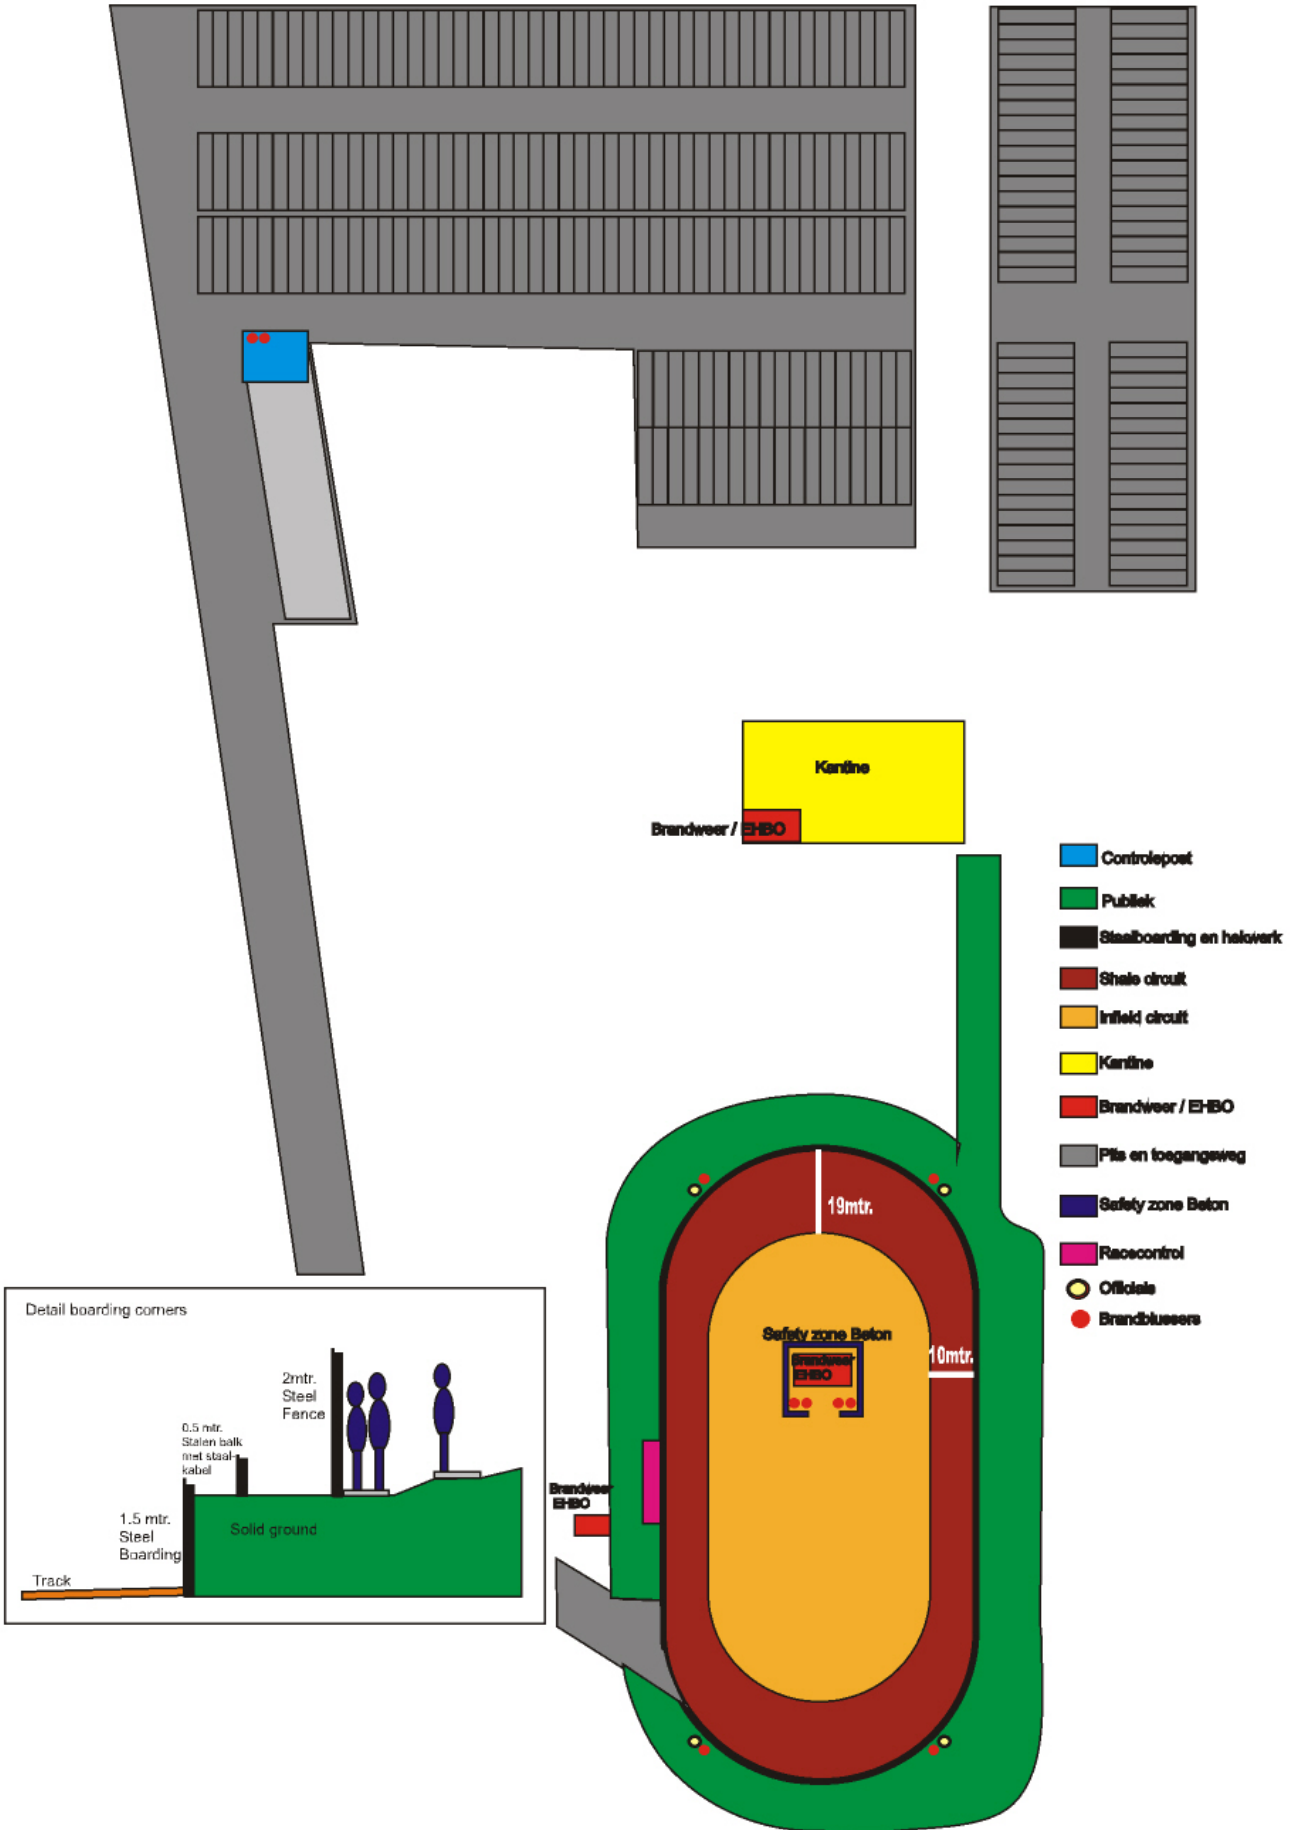 Kantine
Brandweer / EHBO
Controlepost
Publiek
Staalboarding en hekwerk
Shale circuit
Infield circuit
Kantine
Brandweer / EHBO
Pits en toegangsweg
Safety zone Beton
Racecontrol
Officials
Brandblussers
19mtr.
Safety zone Beton
10mtr.
Brandweer
EHBO
Brandweer
EHBO
Detail boarding corners
2mtr.
Steel
Fence
0.5 mtr.
Stalen balk
met staal-
kabel
1.5 mtr.
Steel
Boarding
Solid ground
Track